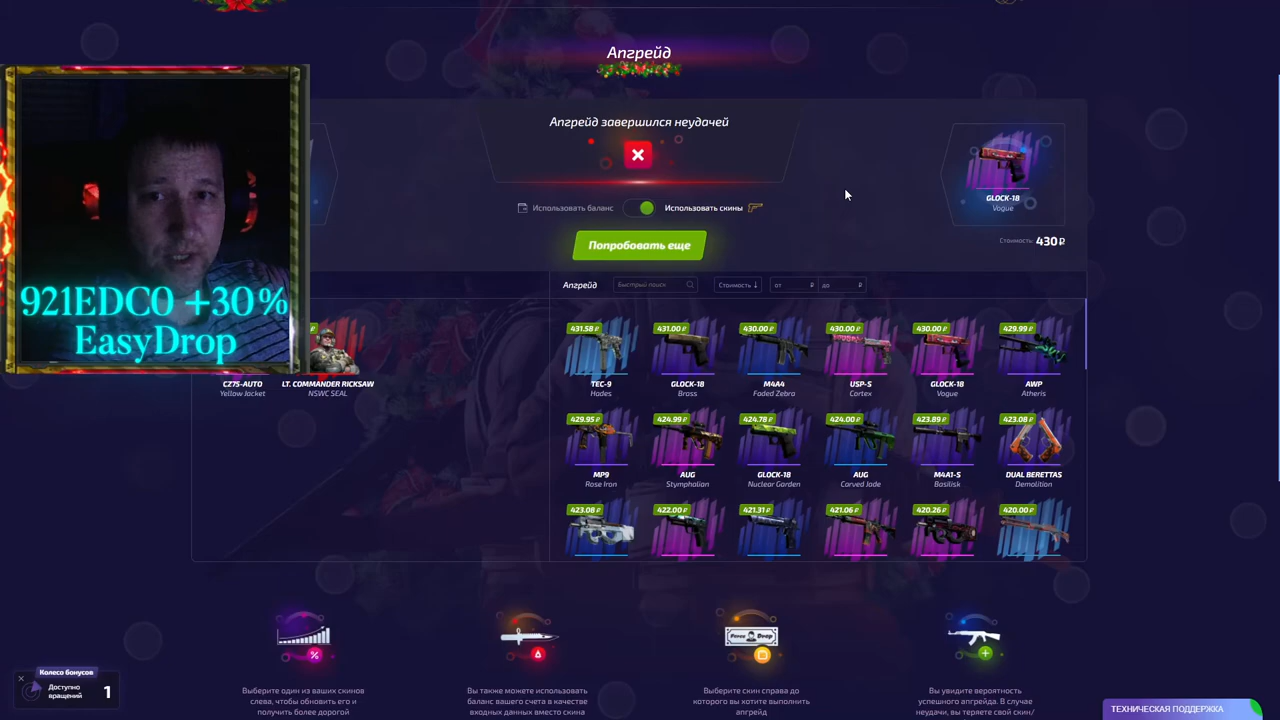 Апгрейд
Апгрейд завершился неудачей
Использовать баланс
Использовать скины
Попробовать еще
GLOCK-18
Vogue
Стоимость: 430 ₽
921EDC0 +30%
EasyDrop
Апгрейд
Быстрый поиск
Стоимость ↓
от ₽
до ₽
₽
CZ75-AUTO
Yellow Jacket
LT. COMMANDER RICKSAW
NSWC SEAL
431.58 ₽
431.00 ₽
430.00 ₽
430.00 ₽
430.00 ₽
429.99 ₽
TEC-9
Hades
GLOCK-18
Brass
M4A4
Faded Zebra
USP-S
Cortex
GLOCK-18
Vogue
AWP
Atheris
429.95 ₽
424.99 ₽
424.78 ₽
424.00 ₽
423.89 ₽
423.08 ₽
MP9
Rose Iron
AUG
Stymphalian
GLOCK-18
Nuclear Garden
AUG
Carved Jade
M4A1-S
Basilisk
DUAL BERETTAS
Demolition
423.08 ₽
422.00 ₽
421.31 ₽
421.06 ₽
420.26 ₽
420.00 ₽
Выберите один из ваших скинов
слева, чтобы обновить его и
получить более дорогой
Вы также можете использовать
баланс вашего счета в качестве
входных данных вместо скина
Выберите скин справа до
которого вы хотите выполнить
апгрейд
Вы увидите вероятность
успешного апгрейда. В случае
неудачи, вы теряете свой скин/
Колесо бонусов
Доступно
вращений
1
ТЕХНИЧЕСКАЯ ПОДДЕРЖКА